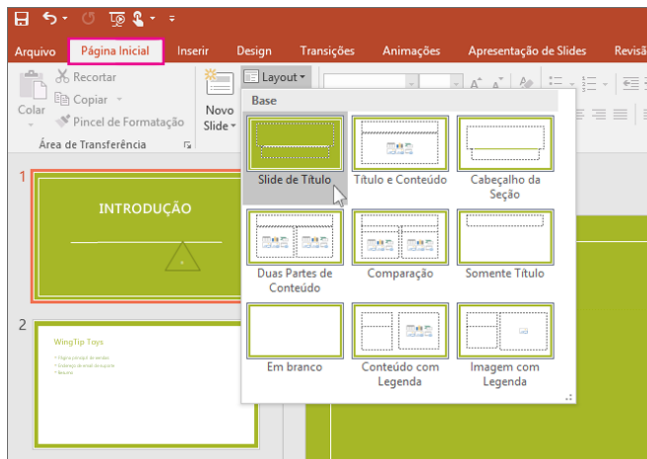 Arquivo Página Inicial Inserir Design Transições Animações Apresentação de Slides Revisã
Recortar
Copiar
Colar
Pincel de Formatação
Área de Transferência
Novo
Slide
Layout
Base
Slide de Título
Título e Conteúdo
Cabeçalho da
Seção
Duas Partes de
Conteúdo
Comparação
Somente Título
Em branco
Conteúdo com
Legenda
Imagem com
Legenda
1
INTRODUÇÃO
2
WingTip Toys